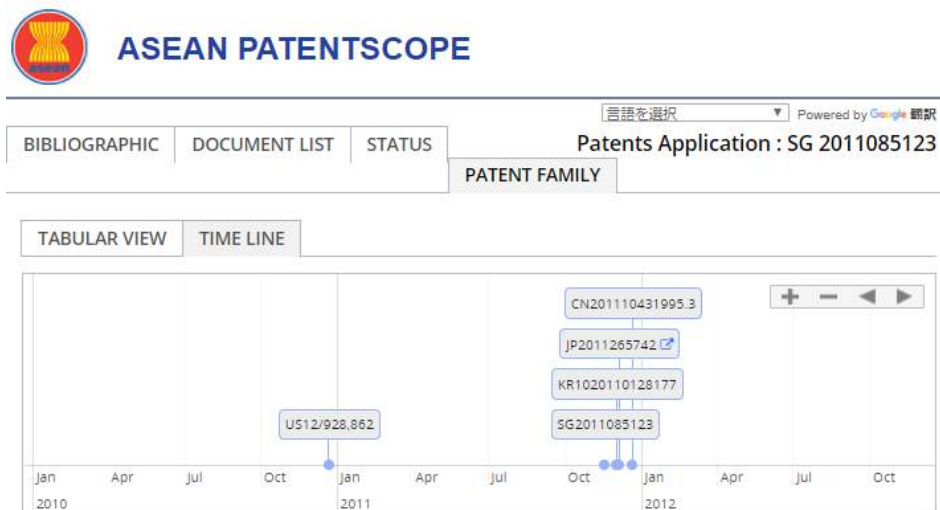 asean
ASEAN PATENTSCOPE
言語を選択 ▼ Powered by Google 翻訳
BIBLIOGRAPHIC DOCUMENT LIST STATUS Patents Application : SG 2011085123
PATENT FAMILY
TABULAR VIEW TIME LINE
CN201110431995.3
JP2011265742
KR1020110128177
US12/928,862 SG2011085123
Jan Apr Jul Oct Jan Apr Jul Oct Jan Apr Jul Oct
2010 2011 2012